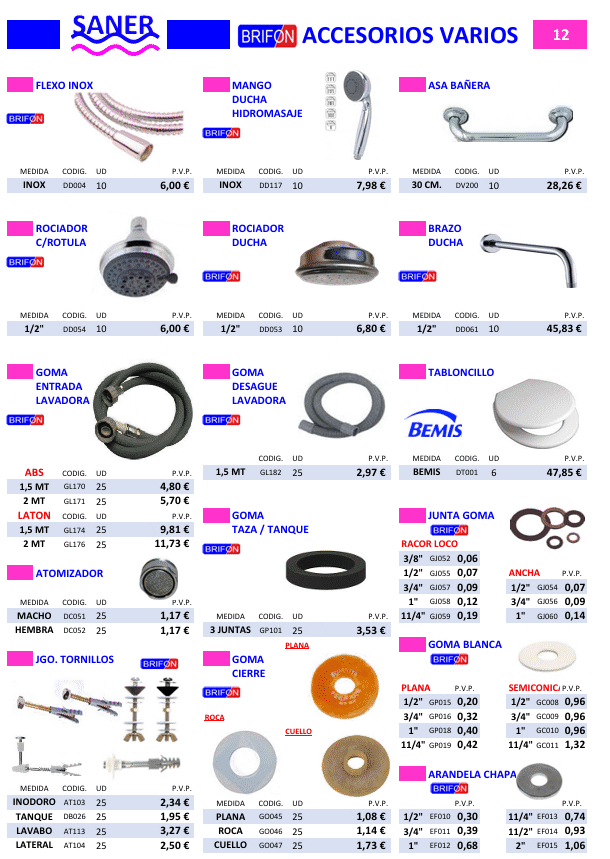 SANER
BRIFON ACCESORIOS VARIOS 12
FLEXO INOX
BRIFON
MEDIDA CODIG. UD P.V.P.
INOX DD004 10 6,00 €
MANGO
DUCHA
HIDROMASAJE
BRIFON
MEDIDA CODIG. UD P.V.P.
INOX DD117 10 7,98 €
ASA BAÑERA
MEDIDA CODIG. UD P.V.P.
30 CM. DV200 10 28,26 €
ROCIADOR
C/ROTULA
BRIFON
MEDIDA CODIG. UD P.V.P.
1/2" DD054 10 6,00 €
ROCIADOR
DUCHA
BRIFON
MEDIDA CODIG. UD P.V.P.
1/2" DD053 10 6,80 €
BRAZO
DUCHA
BRIFON
MEDIDA CODIG. UD P.V.P.
1/2" DD061 10 45,83 €
GOMA
ENTRADA
LAVADORA
BRIFON
ABS CODIG. UD P.V.P.
1,5 MT GL170 25 4,80 €
2 MT GL171 25 5,70 €
LATON CODIG. UD P.V.P.
1,5 MT GL174 25 9,81 €
2 MT GL176 25 11,73 €
GOMA
DESAGUE
LAVADORA
BRIFON
MEDIDA CODIG. UD P.V.P.
1,5 MT GL182 25 2,97 €
TABLONCILLO
BEMIS
MEDIDA CODIG. UD P.V.P.
BEMIS DT001 6 47,85 €
ATOMIZADOR
MEDIDA CODIG. UD P.V.P.
MACHO DC051 25 1,17 €
HEMBRA DC052 25 1,17 €
GOMA
TAZA / TANQUE
BRIFON
MEDIDA CODIG. UD P.V.P.
3 JUNTAS GP101 25 3,53 €
JUNTA GOMA
BRIFON
RACOR LOCO
3/8" GJ052 0,06
1/2" GJ055 0,07
3/4" GJ057 0,09
1" GJ058 0,12
11/4" GJ059 0,19
ANCHA P.V.P.
1/2" GJ054 0,07
3/4" GJ056 0,09
1" GJ060 0,14
JGO. TORNILLOS
BRIFON
MEDIDA CODIG. UD P.V.P.
INODORO AT103 25 2,34 €
TANQUE DB026 25 1,95 €
LAVABO AT113 25 3,27 €
LATERAL AT104 25 2,50 €
GOMA
CIERRE
BRIFON
PLANA
ROCA
CUELLO
MEDIDA CODIG. UD P.V.P.
PLANA GO045 25 1,08 €
ROCA GO046 25 1,14 €
CUELLO GO047 25 1,73 €
GOMA BLANCA
BRIFON
PLANA P.V.P.
1/2" GP015 0,20
3/4" GP016 0,32
1" GP018 0,40
11/4" GP019 0,42
SEMICONIC/ P.V.P.
1/2" GC008 0,96
3/4" GC009 0,96
1" GC010 0,96
11/4" GC011 1,32
ARANDELA CHAPA
BRIFON
P.V.P.
1/2" EF010 0,30
3/4" EF011 0,39
1" EF012 0,68
P.V.P.
11/4" EF013 0,74
11/2" EF014 0,93
2" EF015 1,06